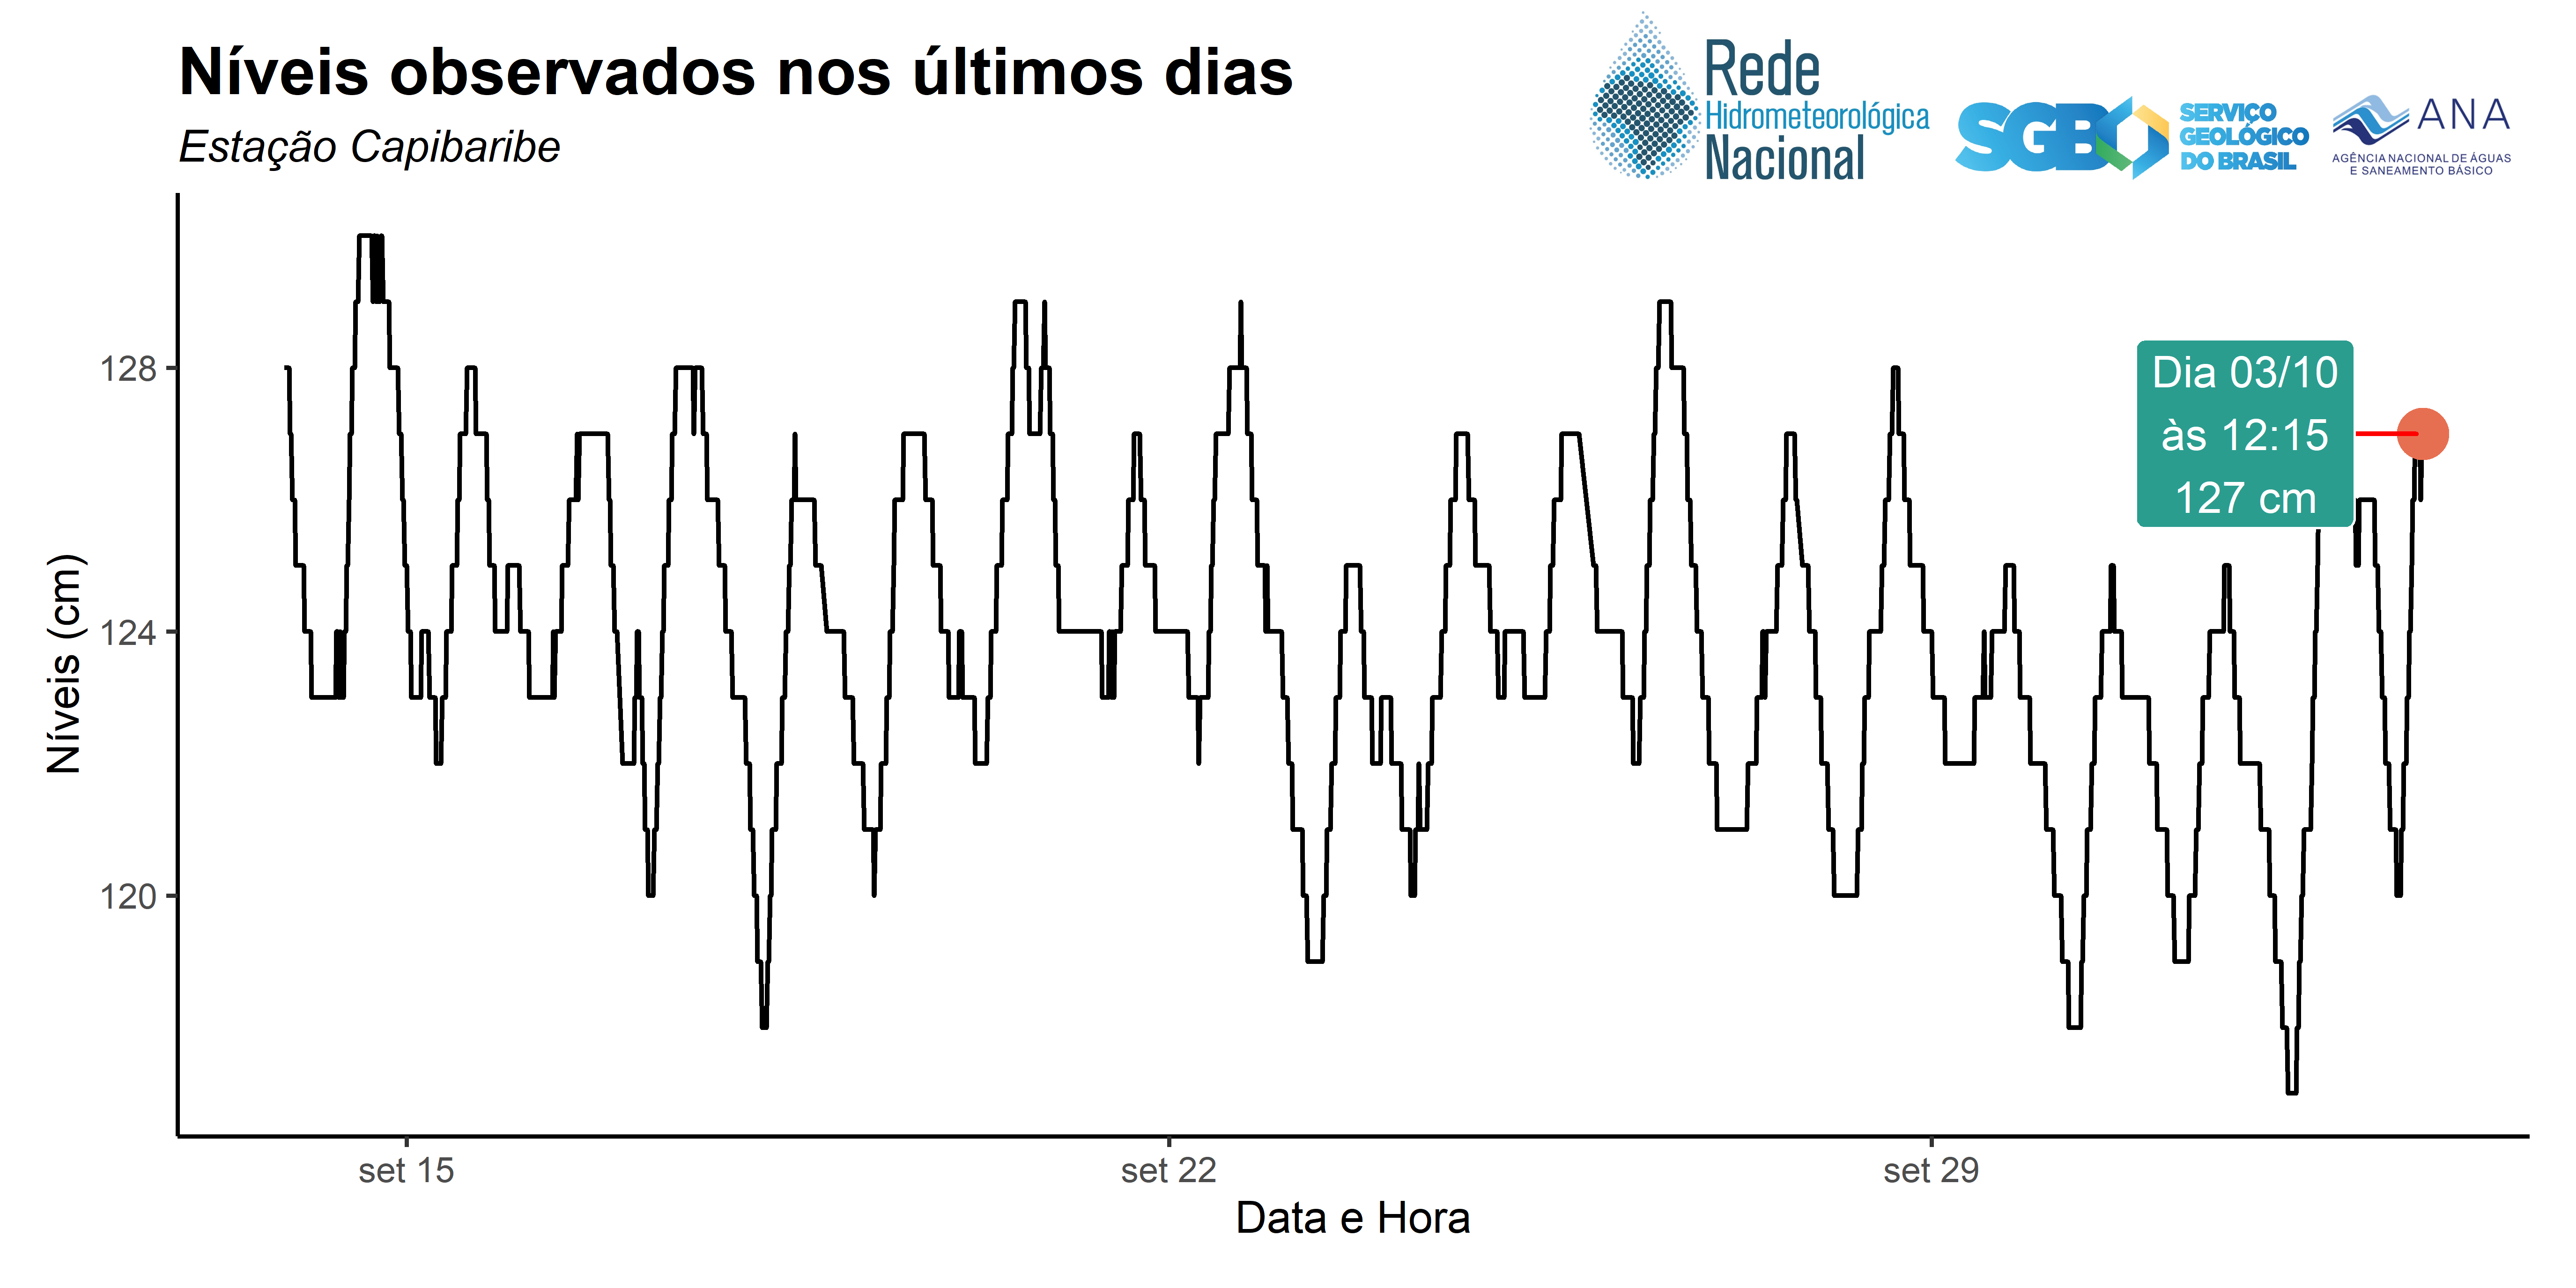 Níveis observados nos últimos dias
Estação Capibaribe
Rede
Hidrometeorológica
Nacional
SGB
SERVIÇO
GEOLÓGICO
DO BRASIL
ANA
AGÊNCIA NACIONAL DE ÁGUAS
E SANEAMENTO BÁSICO
Níveis (cm)
128
124
120
Dia 03/10
às 12:15
127 cm
set 15
set 22
set 29
Data e Hora